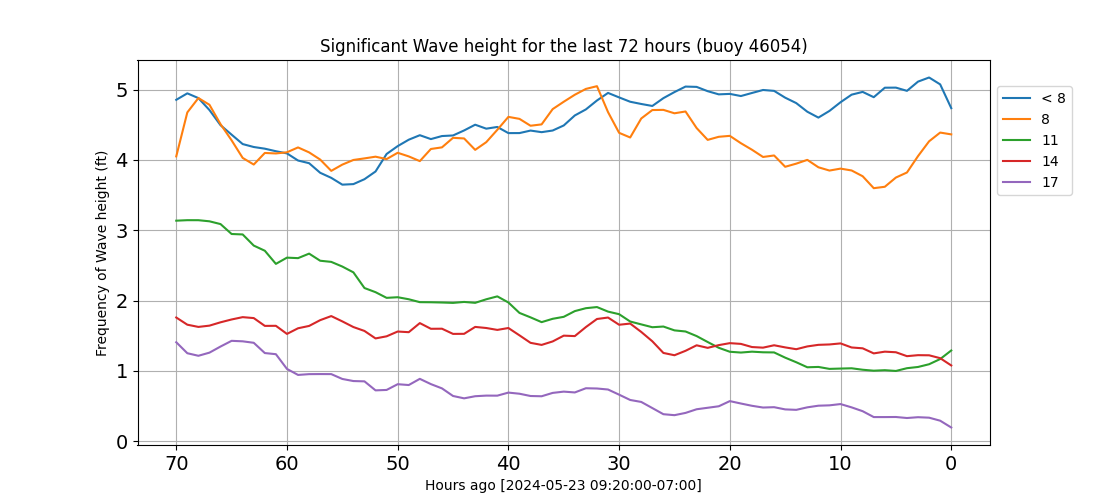 Significant Wave height for the last 72 hours (buoy 46054)
Frequency of Wave height (ft)
5
4
3
2
1
0
70 60 50 40 30 20 10 0
Hours ago [2024-05-23 09:20:00-07:00]
< 8
8
11
14
17